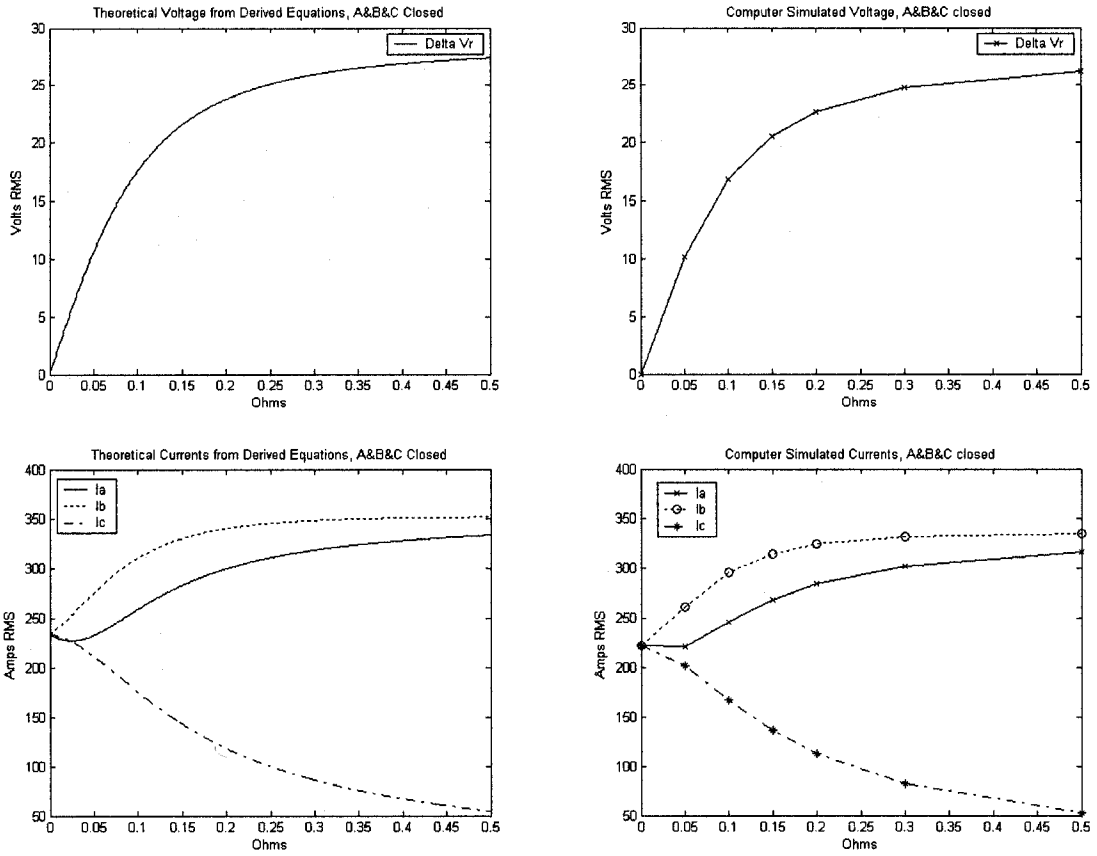 Theoretical Voltage from Derived Equations, A&B&C Closed
30
25
20
15
10
5
0
Volts RMS
Delta Vr
0 0.05 0.1 0.15 0.2 0.25 0.3 0.35 0.4 0.45 0.5
Ohms
Computer Simulated Voltage, A&B&C closed
30
25
20
15
10
5
0
Volts RMS
Delta Vr
0 0.05 0.1 0.15 0.2 0.25 0.3 0.35 0.4 0.45 0.5
Ohms
Theoretical Currents from Derived Equations, A&B&C Closed
400
350
300
250
200
150
100
50
Amps RMS
Ia
Ib
Ic
0 0.05 0.1 0.15 0.2 0.25 0.3 0.35 0.4 0.45 0.5
Ohms
Computer Simulated Currents, A&B&C closed
400
350
300
250
200
150
100
50
Amps RMS
Ia
Ib
Ic
0 0.05 0.1 0.15 0.2 0.25 0.3 0.35 0.4 0.45 0.5
Ohms